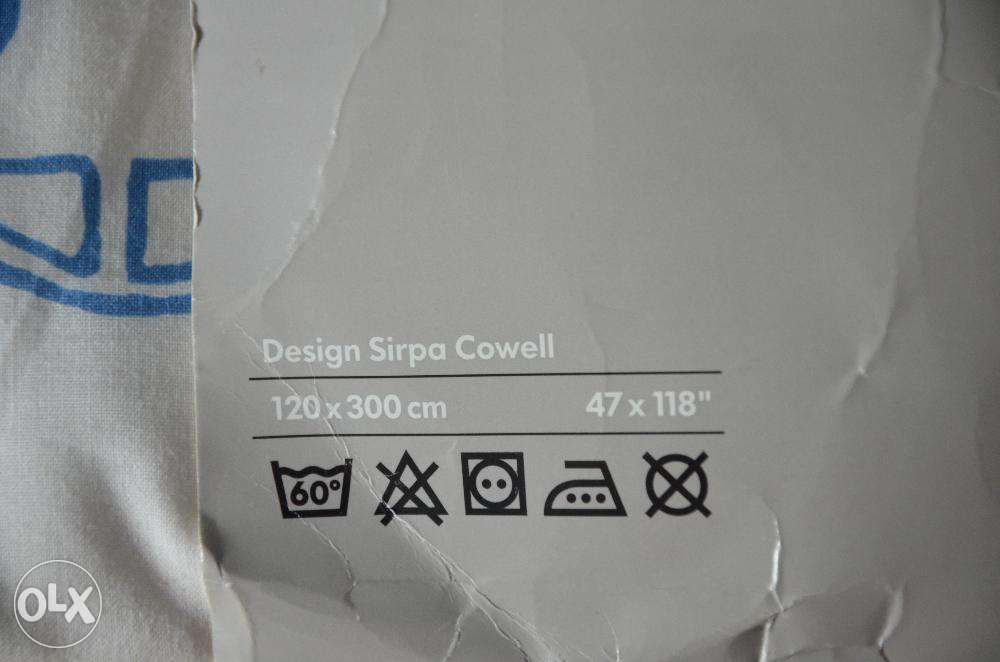 Design Sirpa Cowell
120 x 300 cm 47 x 118"
60°
OLX